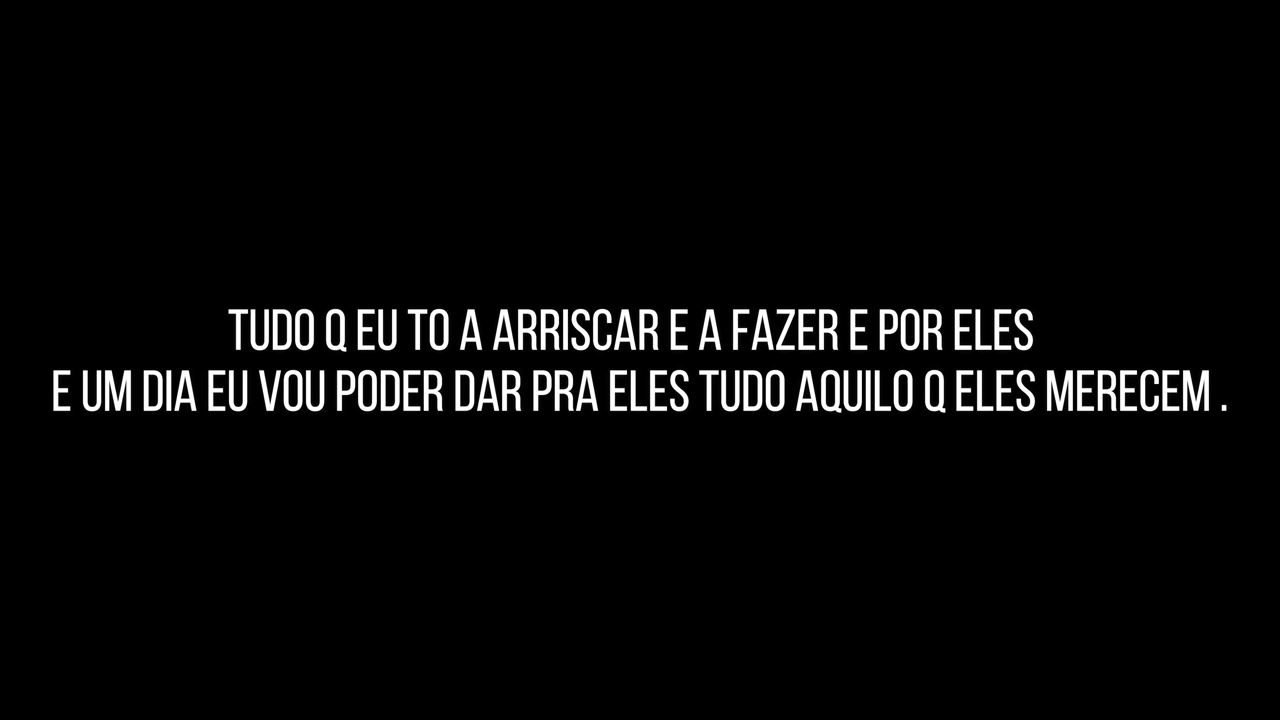 TUDO Q EU TO A ARRISCAR E A FAZER E POR ELES
E UM DIA EU VOU PODER DAR PRA ELES TUDO AQUILO Q ELES MERECEM .